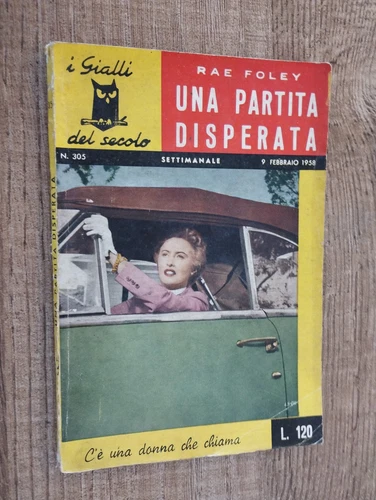 i Gialli
del secolo
RAE FOLEY
UNA PARTITA
DISPERATA
N. 305 SETTIMANALE 9 FEBBRAIO 1958
UNA PARTITA DISPERATA
C'è una donna che chiama
L. 120